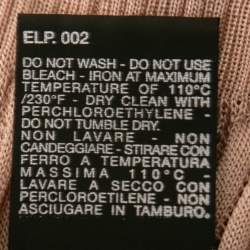 ELP. 002
DO NOT WASH - DO NOT USE
BLEACH - IRON AT MAXIMUM
TEMPERATURE OF 110°C
/230°F - DRY CLEAN WITH
PERCHLOROETHYLENE -
DO NOT TUMBLE DRY.
NON LAVARE - NON
CANDEGGIARE - STIRARE CON
FERRO A TEMPERATURA
MASSIMA 110°C -
LAVARE A SECCO CON
PERCLOROETILENE - NON
ASCIUGARE IN TAMBURO.